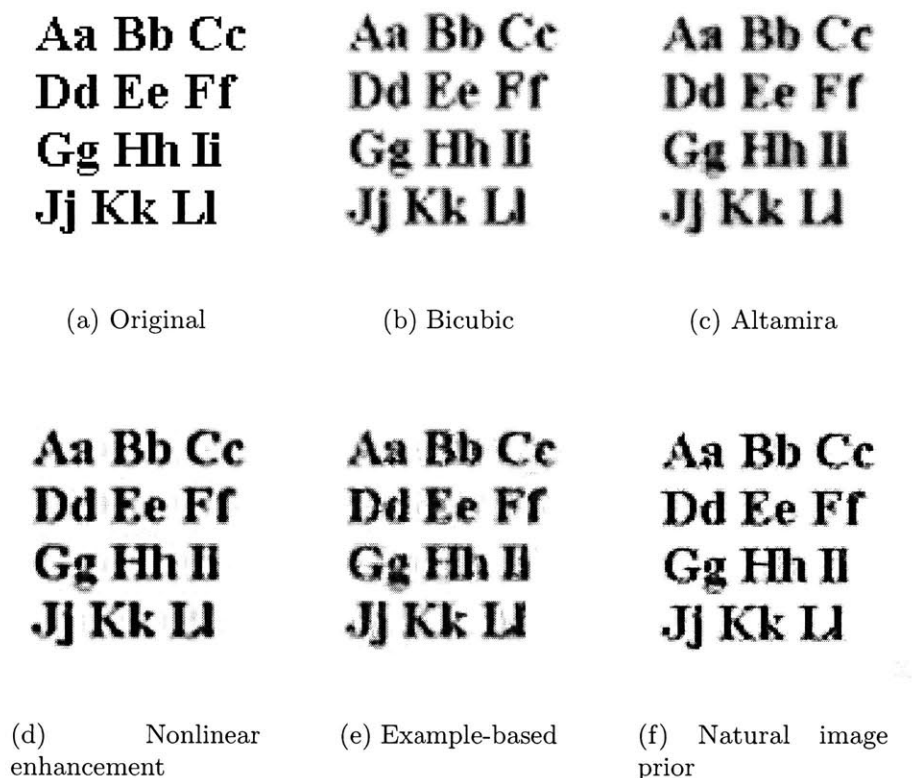 Aa Bb Cc
Dd Ee Ff
Gg Hh Ii
Jj Kk Ll
(a) Original
Aa Bb Cc
Dd Ee Ff
Gg Hh Ii
Jj Kk Ll
(b) Bicubic
Aa Bb Cc
Dd Ee Ff
Gg Hh Ii
Jj Kk Ll
(c) Altamira
Aa Bb Cc
Dd Ee Ff
Gg Hh Ii
Jj Kk Ll
(d) Nonlinear
enhancement
Aa Bb Cc
Dd Ee Ff
Gg Hh Ii
Jj Kk Ll
(e) Example-based
Aa Bb Cc
Dd Ee Ff
Gg Hh Ii
Jj Kk Ll
(f) Natural image
prior